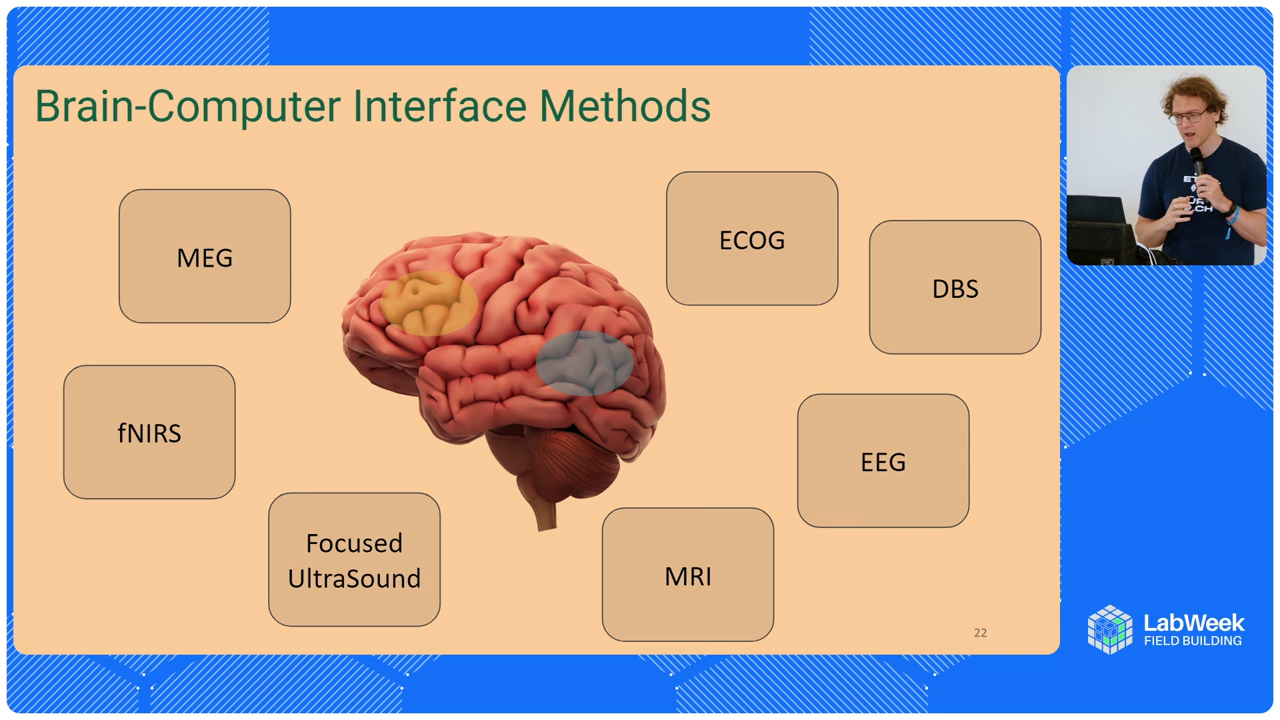 Brain-Computer Interface Methods
MEG
ECOG
DBS
fNIRS
EEG
Focused
UltraSound
MRI
22
LabWeek
FIELD BUILDING